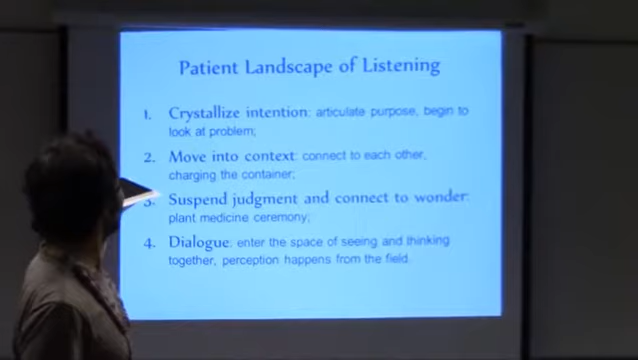 Patient Landscape of Listening
1. Crystallize intention: articulate purpose, begin to
look at problem;
2. Move into context: connect to each other,
charging the container;
3. Suspend judgment and connect to wonder:
plant medicine ceremony;
4. Dialogue: enter the space of seeing and thinking
together, perception happens from the field.